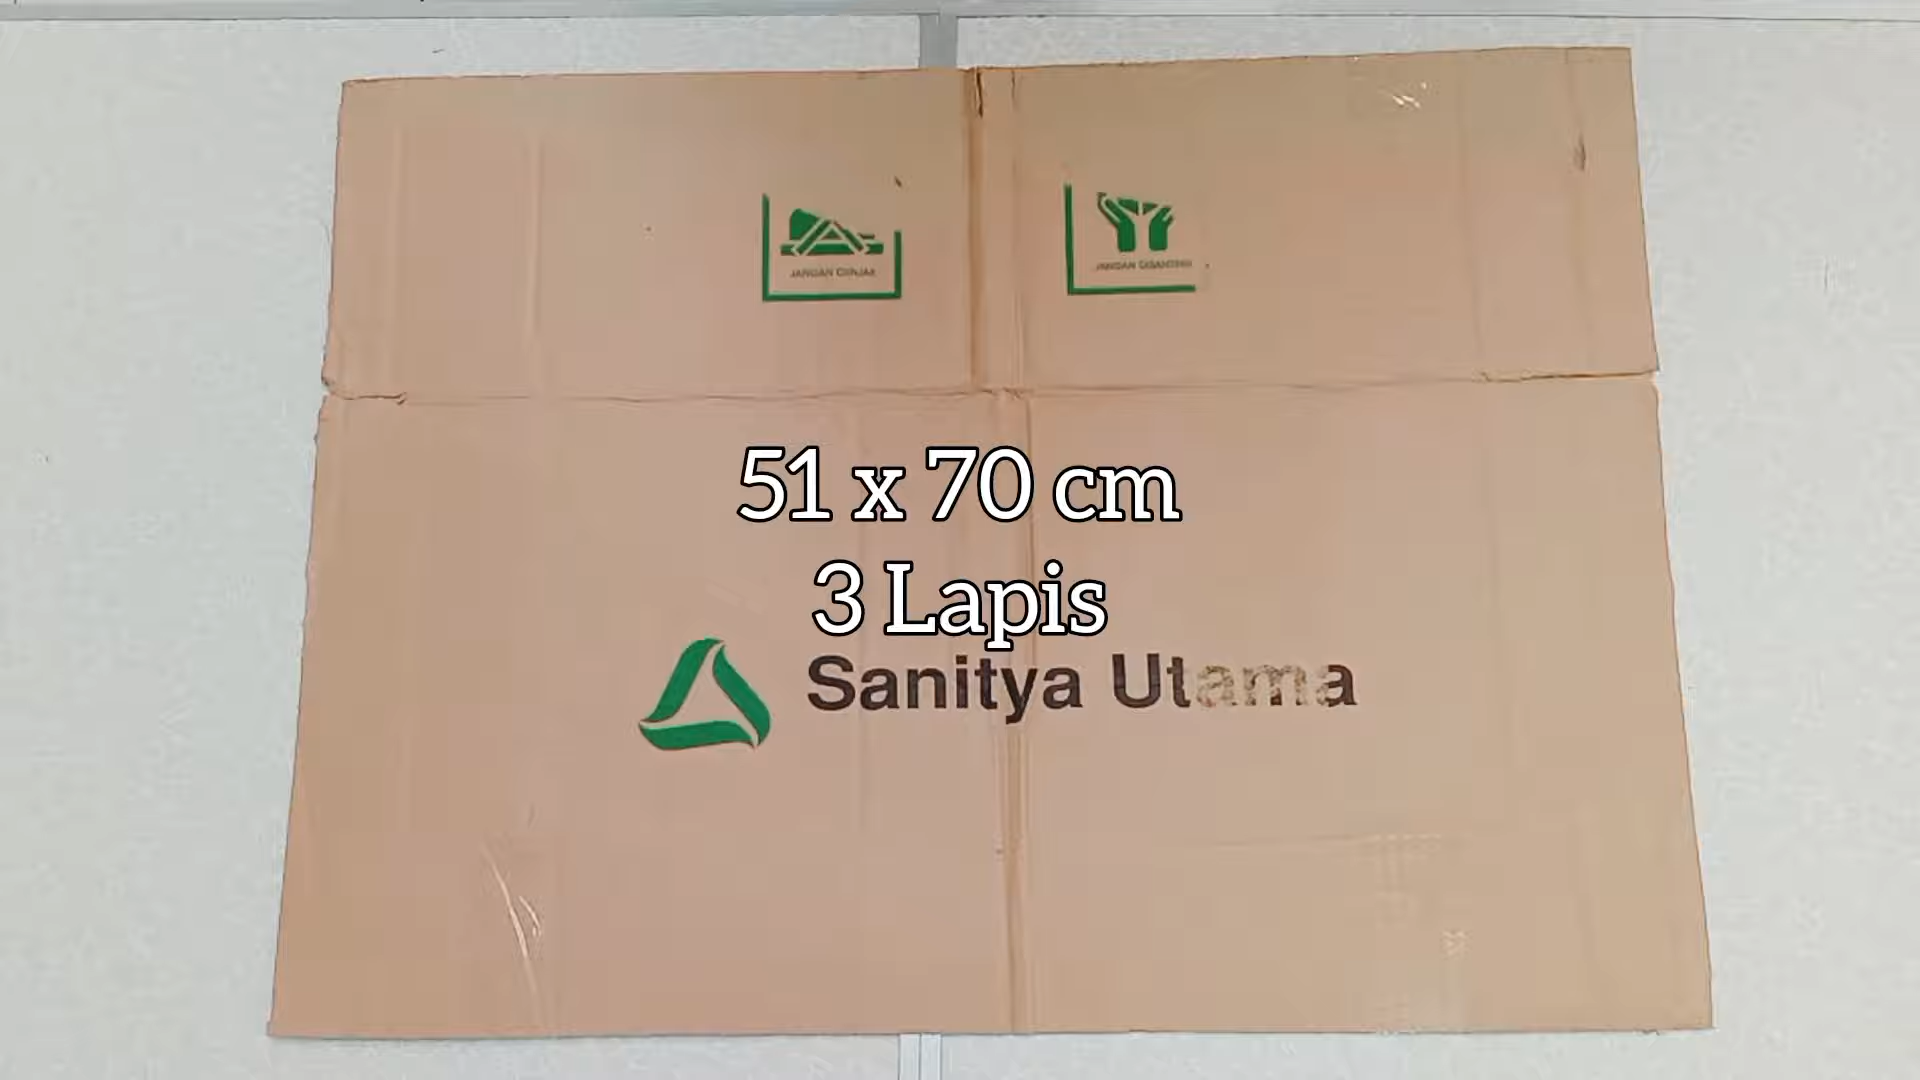 JANGAN DIINJAK
JANGAN DIBANTING
51 x 70 cm
3 Lapis
Sanitya Utama